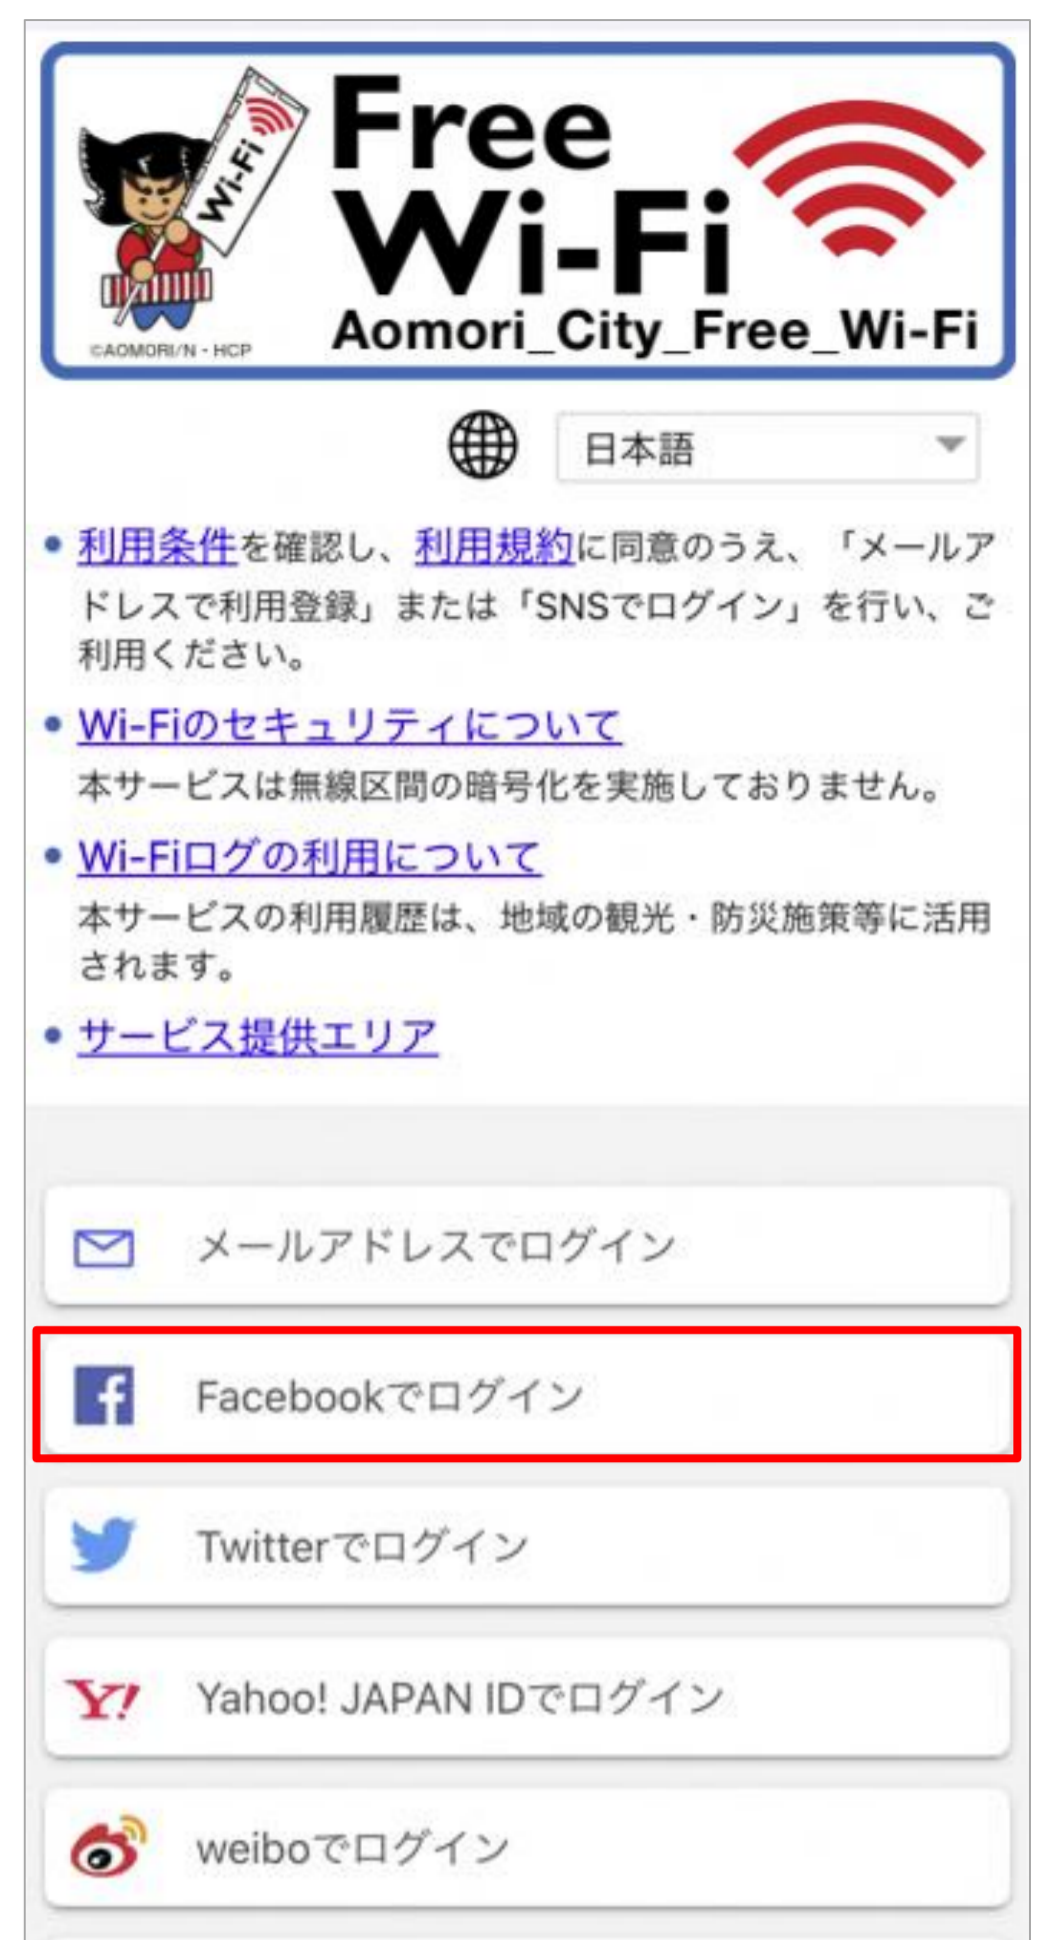 Free
Wi-Fi
Wi-Fi
Aomori_City_Free_Wi-Fi
©AOMORI/N・HCP
日本語
利用条件を確認し、利用規約に同意のうえ、「メールア
ドレスで利用登録」または「SNSでログイン」を行い、ご
利用ください。
Wi-Fiのセキュリティについて
本サービスは無線区間の暗号化を実施しておりません。
Wi-Fiログの利用について
本サービスの利用履歴は、地域の観光・防災施策等に活用
されます。
サービス提供エリア
メールアドレスでログイン
Facebookでログイン
Twitterでログイン
Y! Yahoo! JAPAN IDでログイン
weiboでログイン